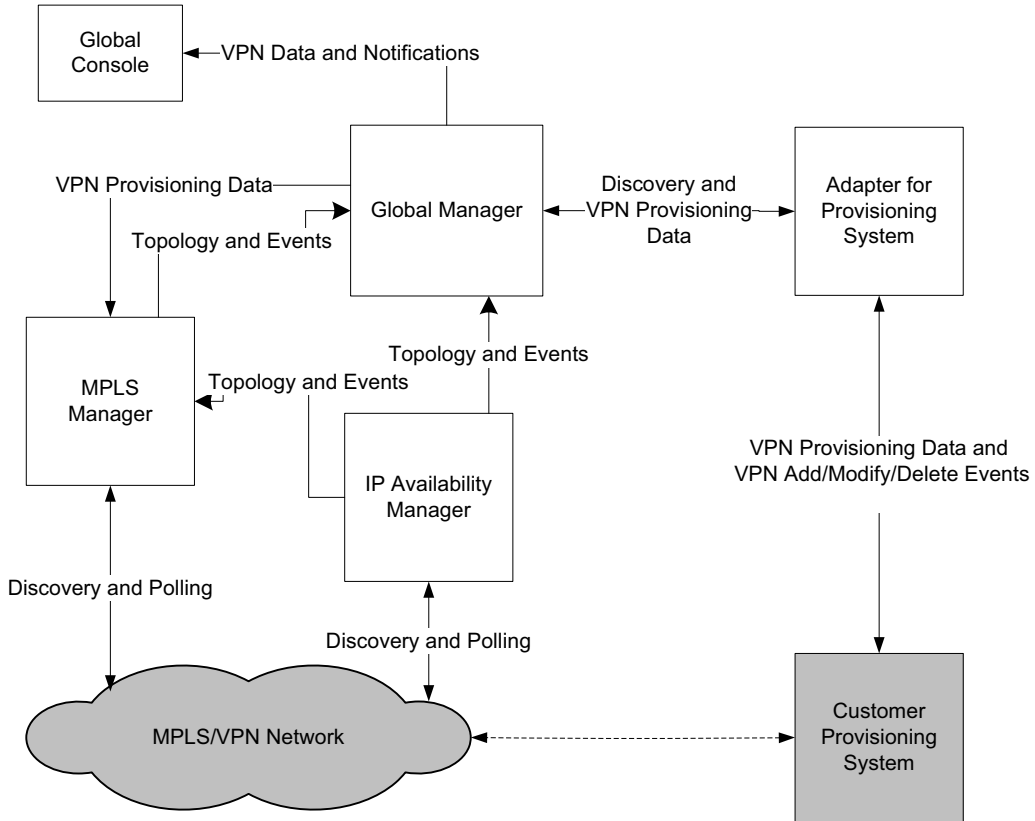 Global
Console
VPN Data and Notifications
VPN Provisioning Data
Topology and Events
Global Manager
Discovery and
VPN Provisioning
Data
Adapter for
Provisioning
System
MPLS
Manager
Topology and Events
Topology and Events
IP Availability
Manager
VPN Provisioning Data and
VPN Add/Modify/Delete Events
Discovery and Polling
Discovery and Polling
MPLS/VPN Network
Customer
Provisioning
System